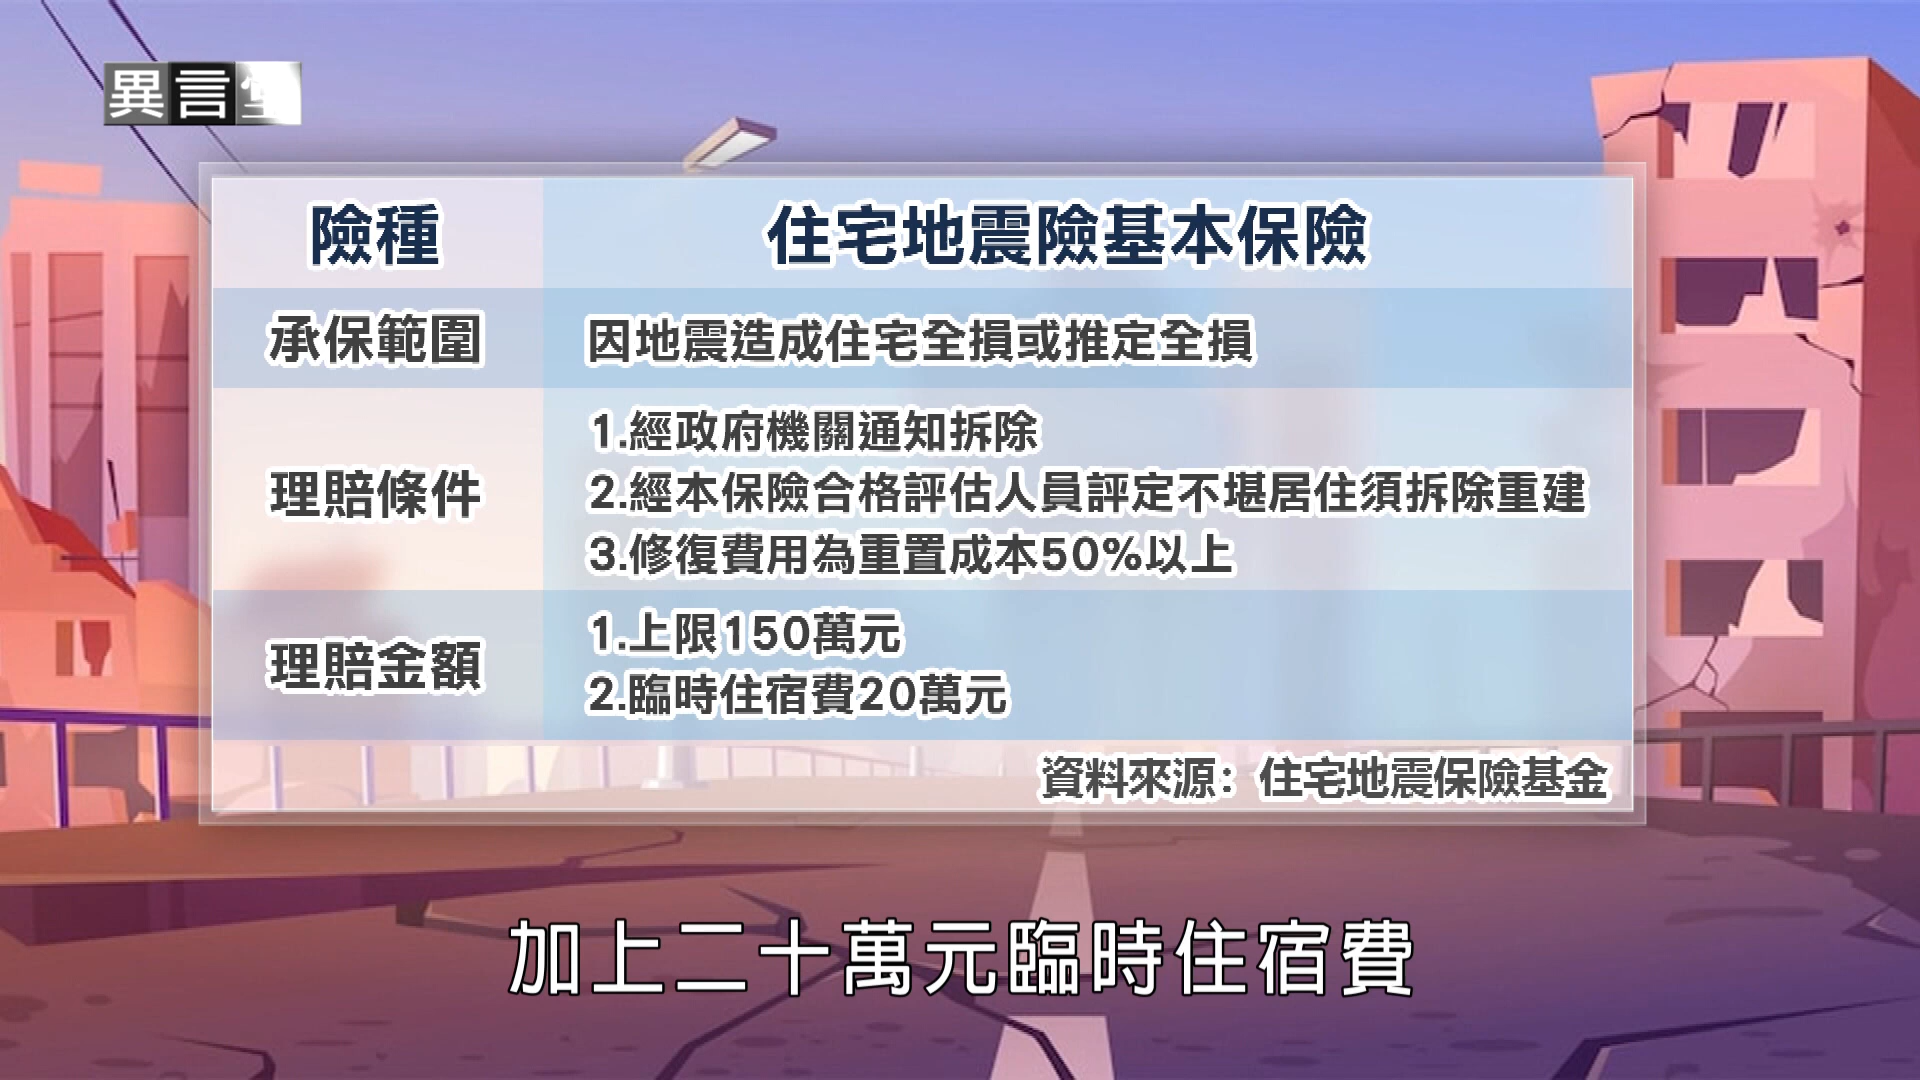 異言堂
險種 住宅地震險基本保險
承保範圍 因地震造成住宅全損或推定全損
理賠條件
1.經政府機關通知拆除
2.經本保險合格評估人員評定不堪居住須拆除重建
3.修復費用為重置成本50%以上
理賠金額
1.上限150萬元
2.臨時住宿費20萬元
資料來源：住宅地震保險基金
加上二十萬元臨時住宿費